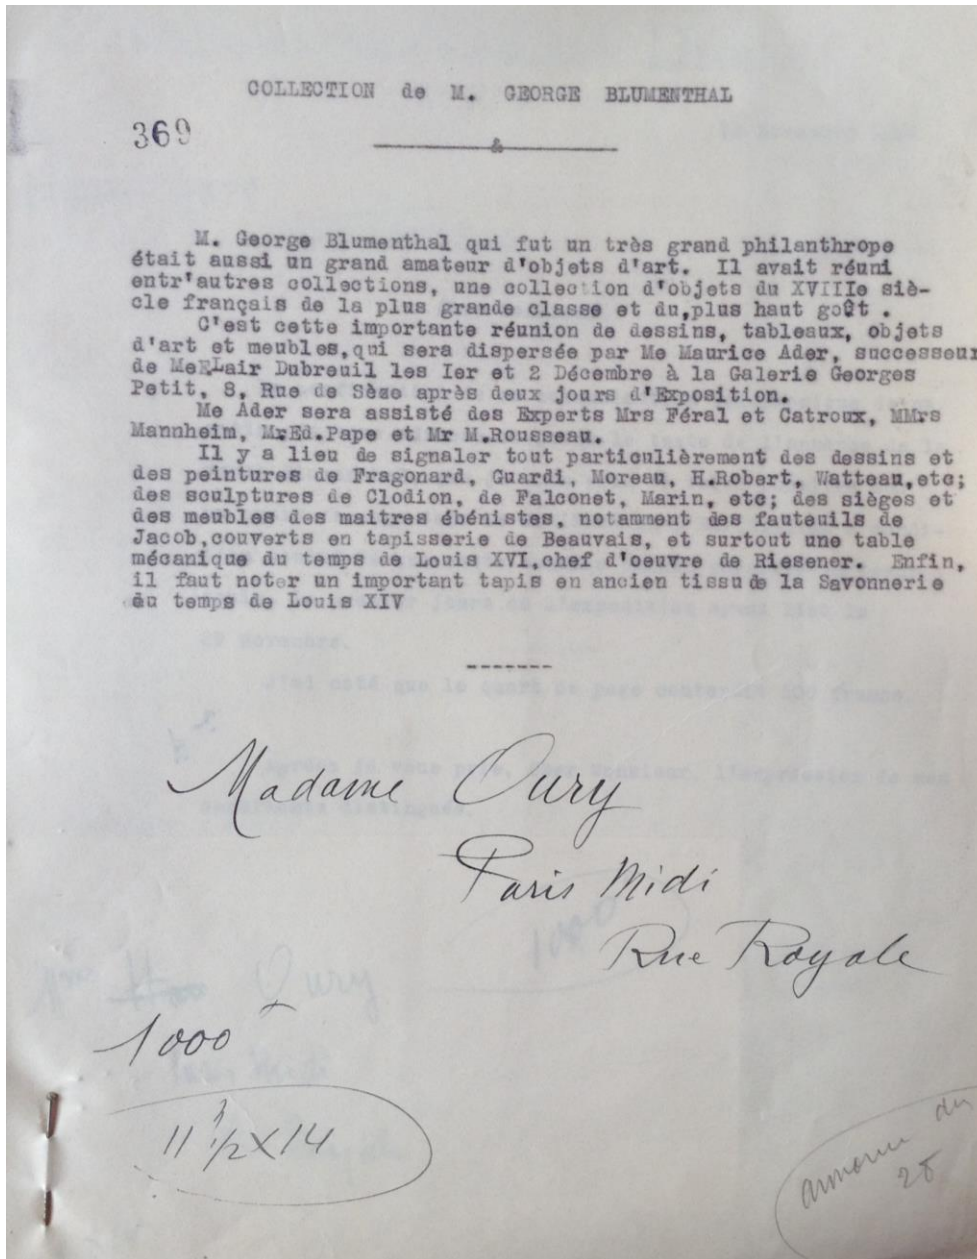 COLLECTION de M. GEORGE BLUMENTHAL
369
M. George Blumenthal qui fut un très grand philanthrope
était aussi un grand amateur d'objets d'art. Il avait réuni
entr'autres collections, une collection d'objets du XVIIIe siè-
cle français de la plus grande classe et du,plus haut goût .
C'est cette importante réunion de dessins, tableaux, objets
d'art et meubles,qui sera dispersée par Me Maurice Ader, successeur
de MeLair Dubreuil les Ier et 2 Décembre à la Galerie Georges
Petit, 8, Rue de Sèze après deux jours d'Exposition.
Me Ader sera assisté des Experts Mrs Féral et Catroux, MMrs
Mannheim, MrEd.Pape et Mr M.Rousseau.
Il y a lieu de signaler tout particulièrement des dessins et
des peintures de Fragonard, Guardi, Moreau, H.Robert, Watteau,etc;
des sculptures de Clodion, de Falconet, Marin, etc; des sièges et
des meubles des maitres ébénistes, notamment des fauteuils de
Jacob,couverts en tapisserie de Beauvais, et surtout une table
mécanique du temps de Louis XVI,chef d'oeuvre de Riesener. Enfin,
il faut noter un important tapis en ancien tissu de la Savonnerie
du temps de Louis XIV
-------
Madame Oury
Paris Midi
Rue Royale
1000
11 1/2 X 14
du
28